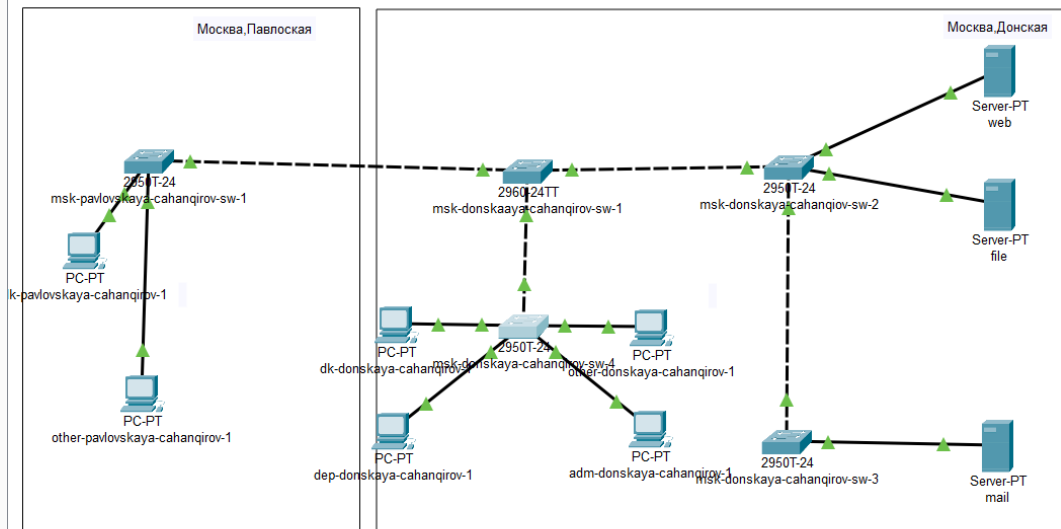 Москва,Павлоская
Москва,Донская
Server-PT
web
2950T-24
msk-pavlovskaya-cahanqirov-sw-1
2960-24TT
msk-donskaaya-cahanqirov-sw-1
2950T-24
msk-donskaya-cahanqiov-sw-2
Server-PT
file
PC-PT
lk-pavlovskaya-cahanqirov-1
PC-PT
dk-donskaya-cahanqirov-1
2950T-24
msk-donskaya-cahanqirov-sw-4
PC-PT
other-donskaya-cahanqirov-1
PC-PT
other-pavlovskaya-cahanqirov-1
PC-PT
dep-donskaya-cahanqirov-1
PC-PT
adm-donskaya-cahanqirov-1
2950T-24
msk-donskaya-cahanqirov-sw-3
Server-PT
mail